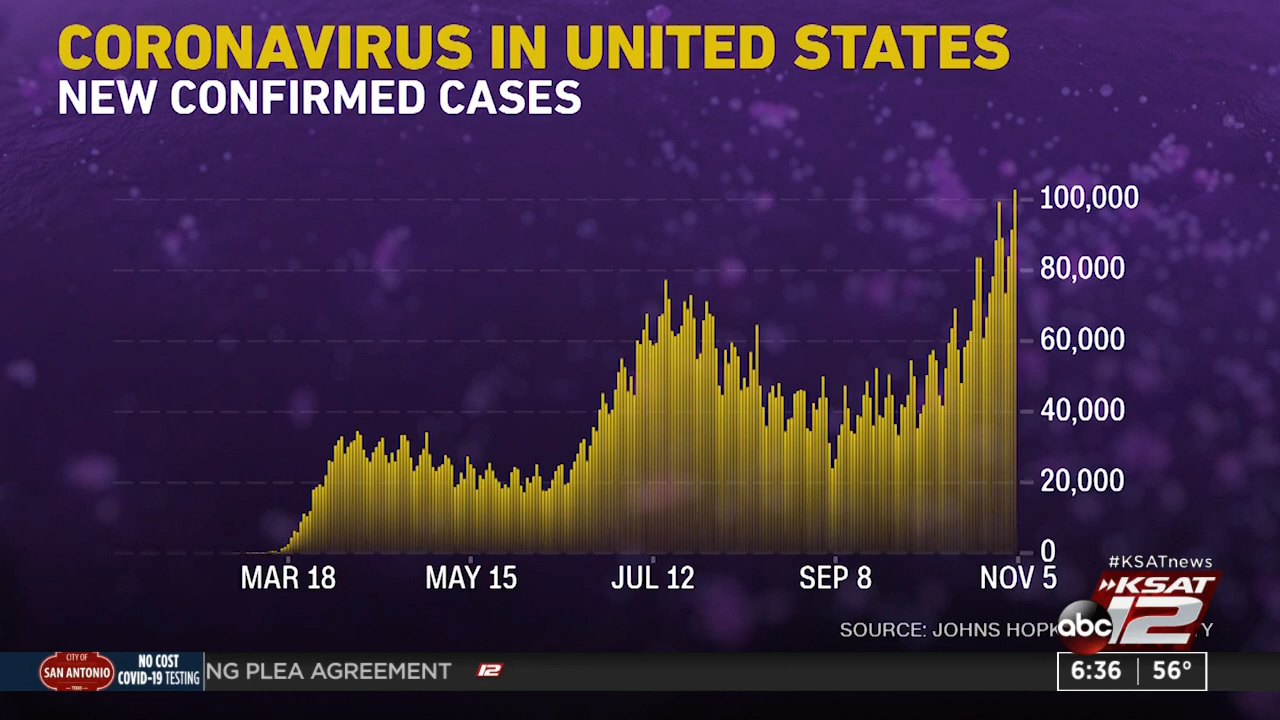 CORONAVIRUS IN UNITED STATES
NEW CONFIRMED CASES
100,000
80,000
60,000
40,000
20,000
0
MAR 18 MAY 15 JUL 12 SEP 8 NOV 5
#KSATnews
KSAT
abc 12
SOURCE: JOHNS HOPK Y
CITY OF
SAN ANTONIO
TEXAS
NO COST
COVID-19 TESTING
NG PLEA AGREEMENT 12
6:36 56°